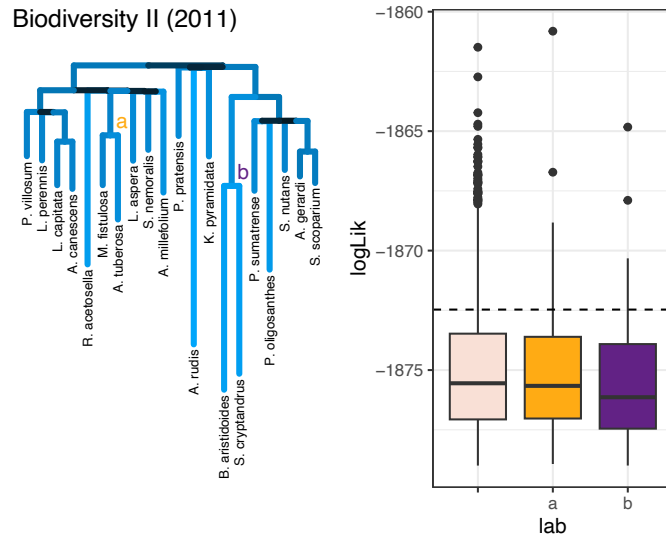 Biodiversity II (2011)
a
b
P. villosum
L. perennis
L. capitata
A. canescens
R. acetosella
M. fistulosa
A. tuberosa
L. aspera
S. nemoralis
A. millefolium
P. pratensis
A. rudis
K. pyramidata
B. aristidoides
S. cryptandrus
P. sumatrense
P. oligosanthes
S. nutans
A. gerardi
S. scoparium
logLik
−1860
−1865
−1870
−1875
a
b
lab